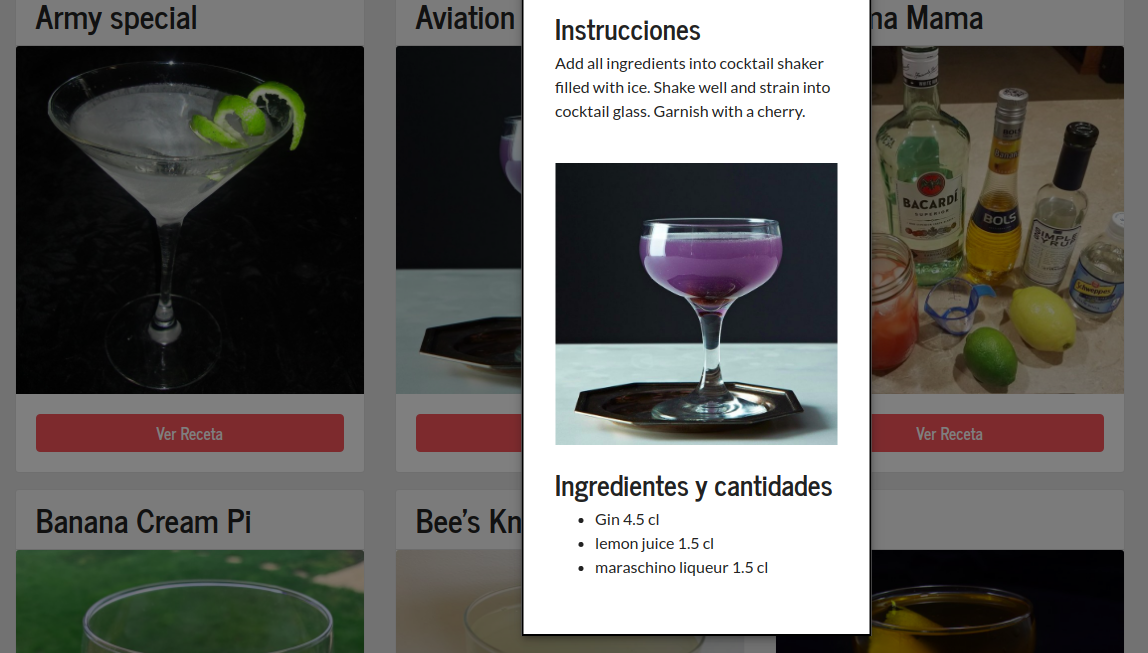 Army special
Aviation
na Mama
Instrucciones
Add all ingredients into cocktail shaker
filled with ice. Shake well and strain into
cocktail glass. Garnish with a cherry.
BACARDÍ
SUPERIOR
BOLS
BOLS
SIMPLE
SYRUP
Schweppes
Ver Receta
Ver Receta
Ingredientes y cantidades
Gin 4.5 cl
lemon juice 1.5 cl
maraschino liqueur 1.5 cl
Banana Cream Pi
Bee's Kn